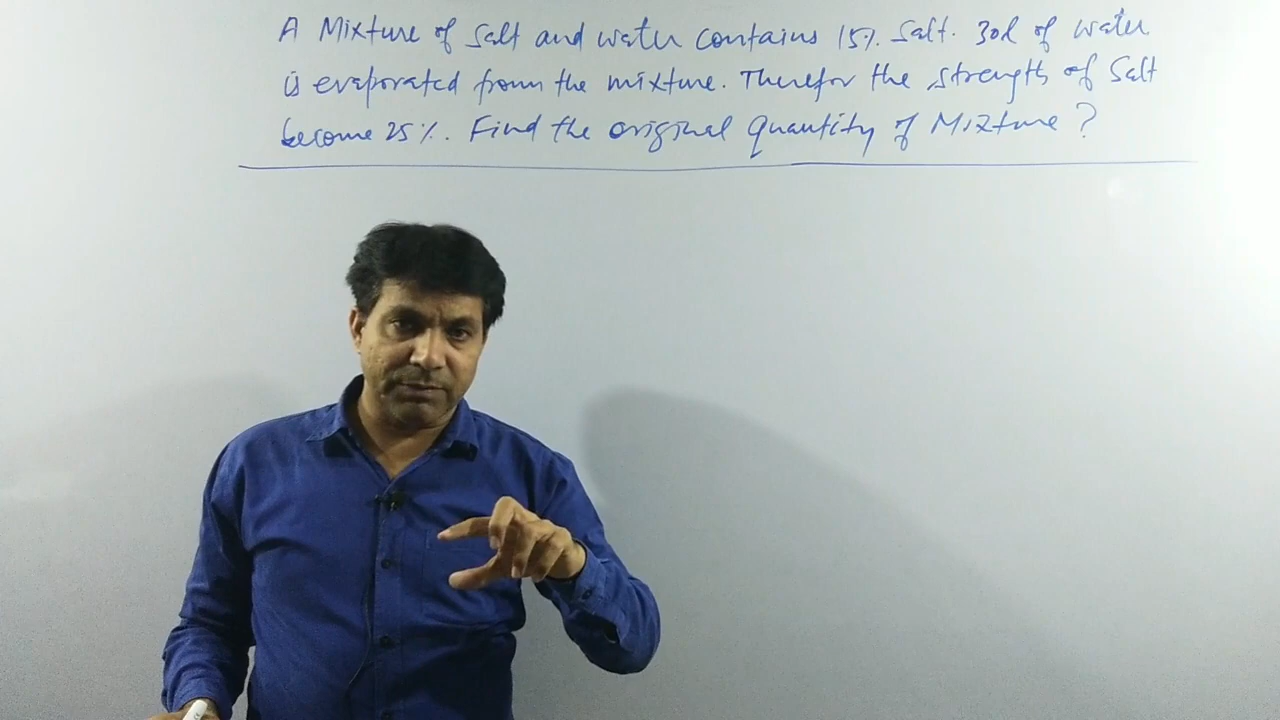 A Mixture of Salt and water contains 15%. Salt. 30l of water
is evaporated from the mixture. Therefor the strength of Salt
become 25%. Find the original Quantity of Mixture ?